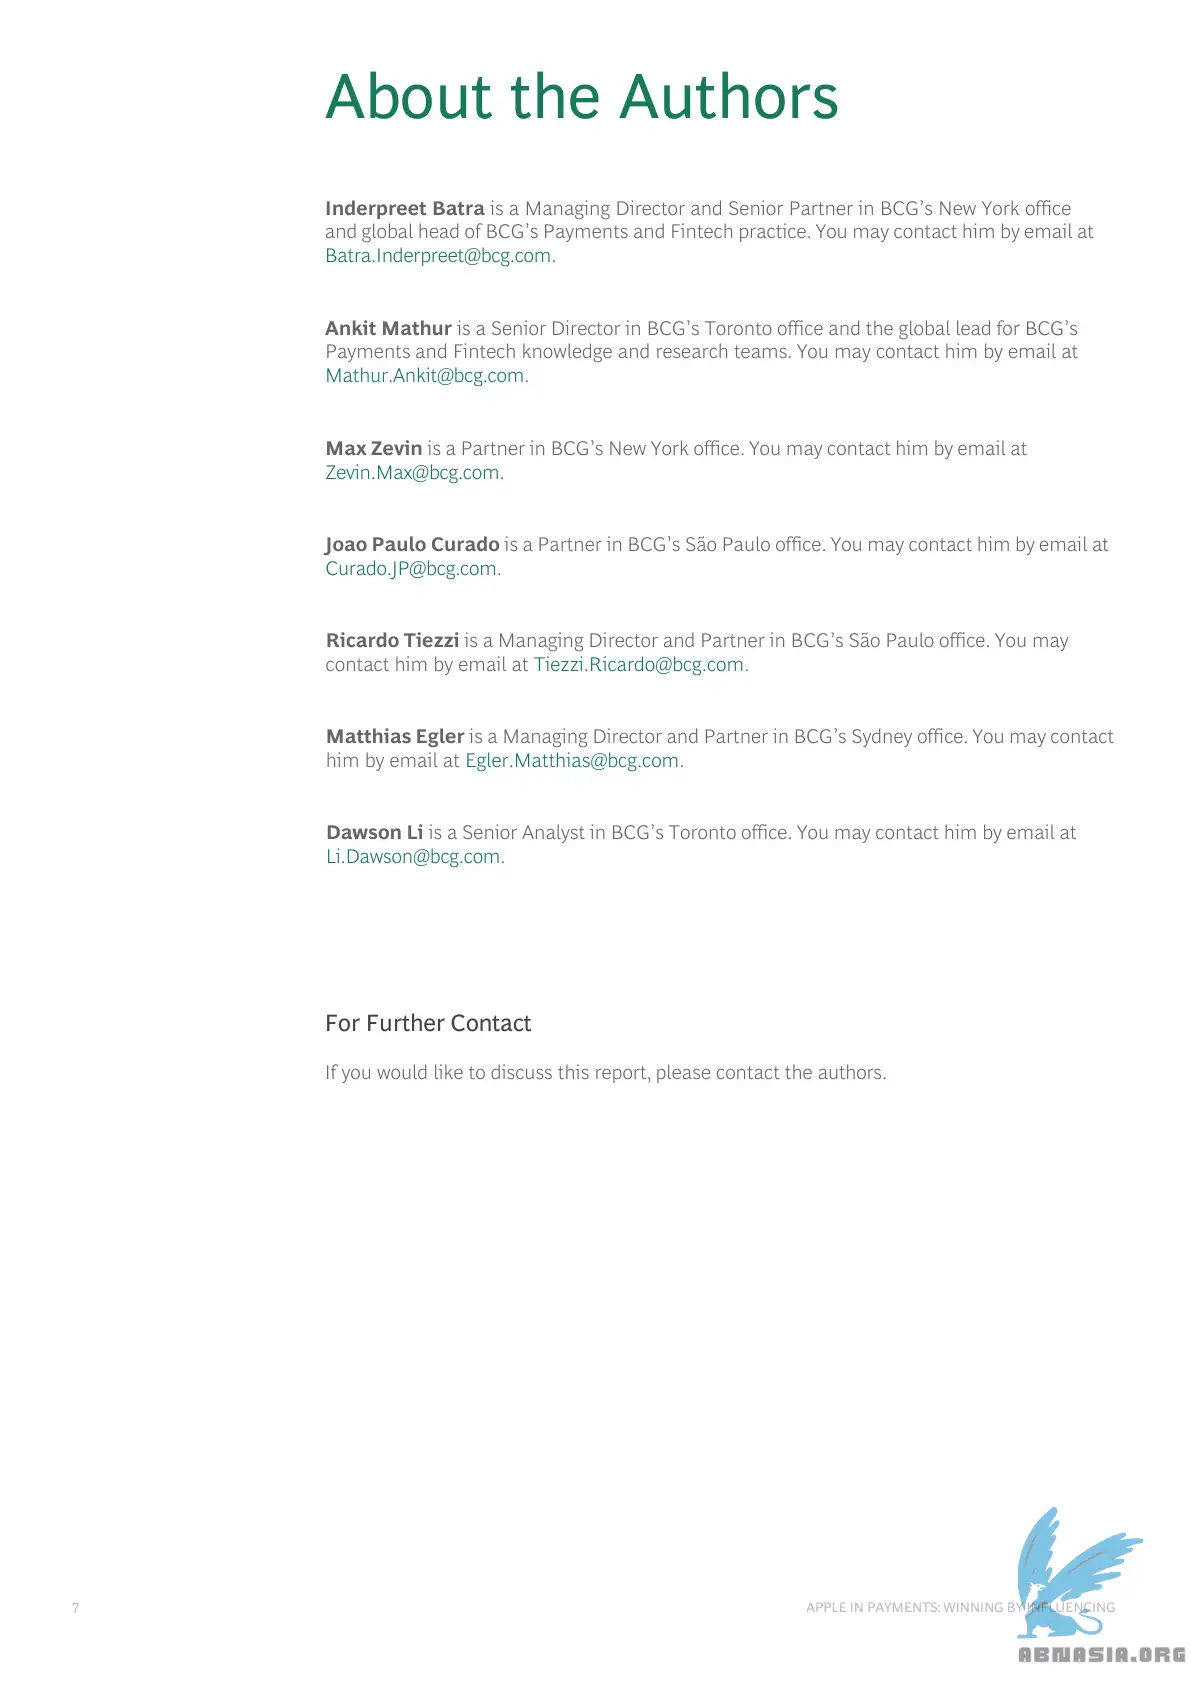 About the Authors
Inderpreet Batra is a Managing Director and Senior Partner in BCG’s New York office
and global head of BCG’s Payments and Fintech practice. You may contact him by email at
Batra.Inderpreet@bcg.com.
Ankit Mathur is a Senior Director in BCG’s Toronto office and the global lead for BCG’s
Payments and Fintech knowledge and research teams. You may contact him by email at
Mathur.Ankit@bcg.com.
Max Zevin is a Partner in BCG’s New York office. You may contact him by email at
Zevin.Max@bcg.com.
Joao Paulo Curado is a Partner in BCG’s São Paulo office. You may contact him by email at
Curado.JP@bcg.com.
Ricardo Tiezzi is a Managing Director and Partner in BCG’s São Paulo office. You may
contact him by email at Tiezzi.Ricardo@bcg.com.
Matthias Egler is a Managing Director and Partner in BCG’s Sydney office. You may contact
him by email at Egler.Matthias@bcg.com.
Dawson Li is a Senior Analyst in BCG’s Toronto office. You may contact him by email at
Li.Dawson@bcg.com.
For Further Contact
If you would like to discuss this report, please contact the authors.
7
APPLE IN PAYMENTS: WINNING BY INFLUENCING
ABNASIA.ORG